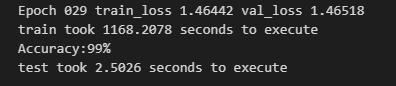 Epoch 029 train_loss 1.46442 val_loss 1.46518
train took 1168.2078 seconds to execute
Accuracy:99%
test took 2.5026 seconds to execute